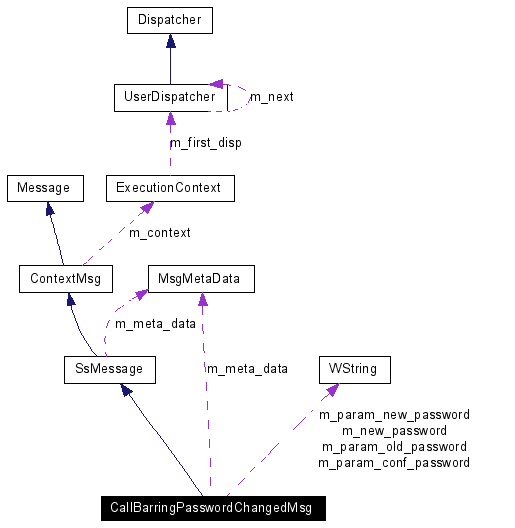 Dispatcher
UserDispatcher
m_next
m_first_disp
Message
ExecutionContext
m_context
ContextMsg
MsgMetaData
m_meta_data
SsMessage
m_meta_data
WString
m_param_new_password
m_new_password
m_param_old_password
m_param_conf_password
CallBarringPasswordChangedMsg